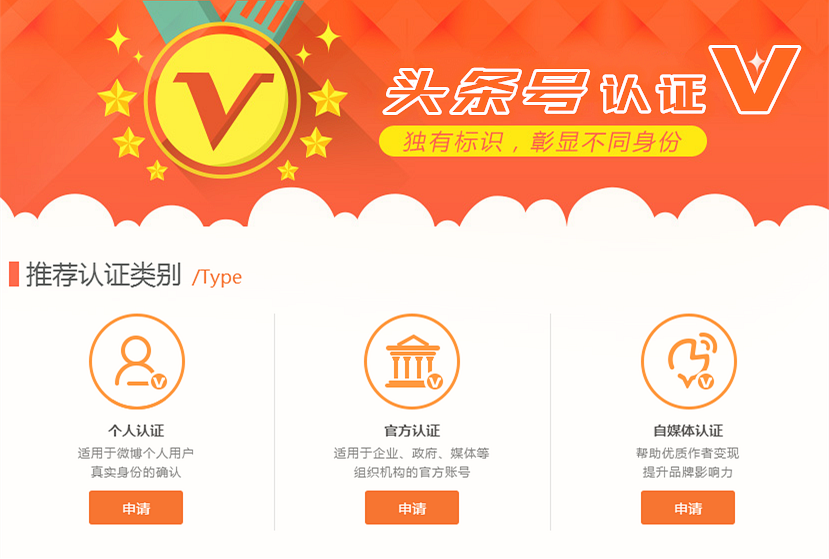 V
头条号认证V
独有标识，彰显不同身份
推荐认证类别 /Type
个人认证
适用于微博个人用户
真实身份的确认
申请
官方认证
适用于企业、政府、媒体等
组织机构的官方账号
申请
自媒体认证
帮助优质作者变现
提升品牌影响力
申请